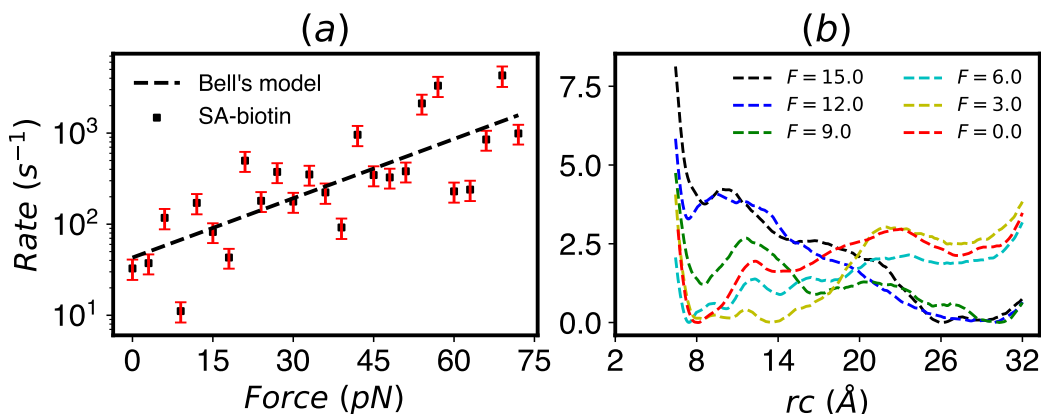 (a)
Rate (s⁻¹)
10³
10²
10¹
Bell's model
SA-biotin
0 15 30 45 60 75
Force (pN)
(b)
7.5
5.0
2.5
0.0
F = 15.0 F = 6.0
F = 12.0 F = 3.0
F = 9.0 F = 0.0
2 8 14 20 26 32
rc (Å)